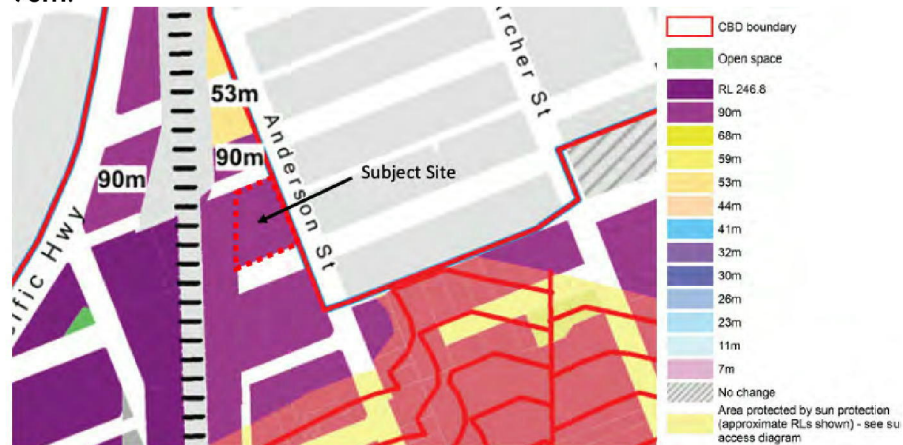 53m
90m
90m
Anderson St
Archer St
ific Hwy
Subject Site
CBD boundary
Open space
RL 246.8
90m
68m
59m
53m
44m
41m
32m
30m
26m
23m
11m
7m
No change
Area protected by sun protection
(approximate RLs shown) - see su
access diagram